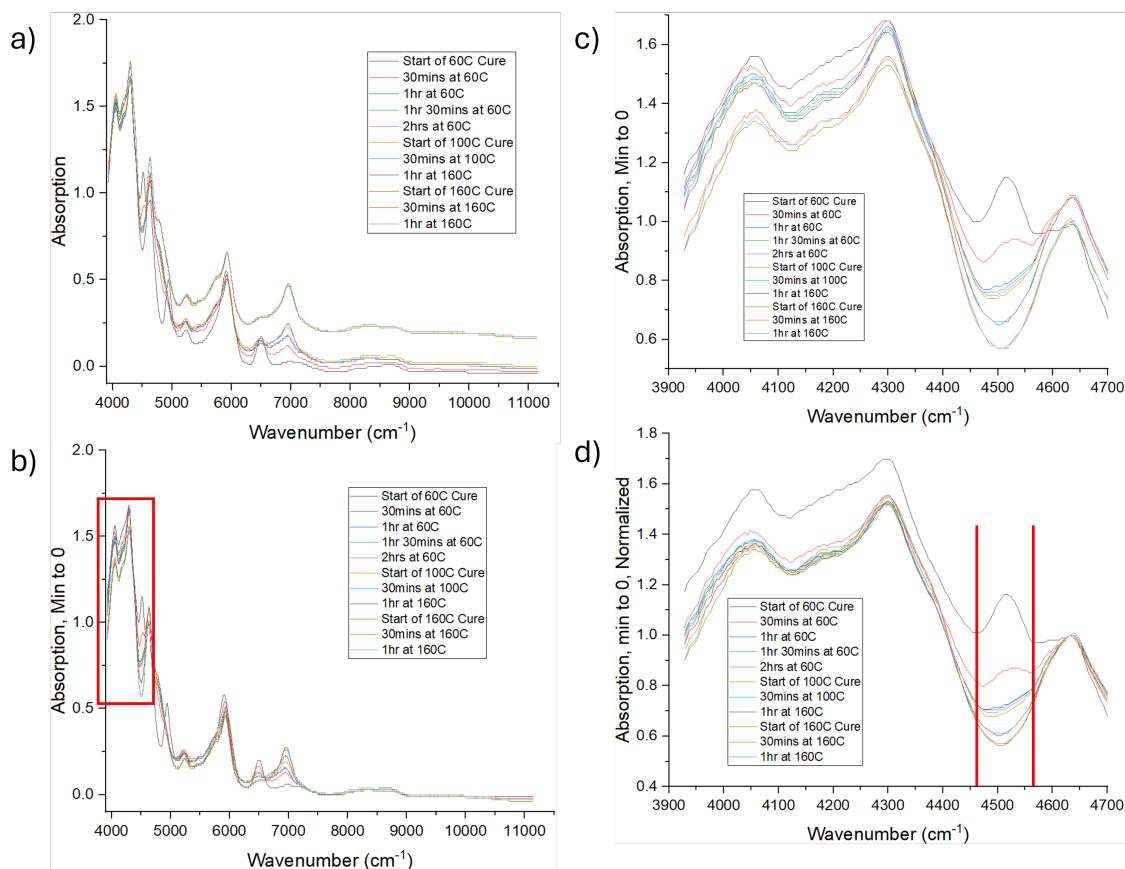 a)
Absorption
2.0
1.5
1.0
0.5
0.0
Start of 60C Cure
30mins at 60C
1hr at 60C
1hr 30mins at 60C
2hrs at 60C
Start of 100C Cure
30mins at 100C
1hr at 160C
Start of 160C Cure
30mins at 160C
1hr at 160C
4000 5000 6000 7000 8000 9000 10000 11000
Wavenumber (cm⁻¹)
b)
Absorption, Min to 0
2.0
1.5
1.0
0.5
0.0
Start of 60C Cure
30mins at 60C
1hr at 60C
1hr 30mins at 60C
2hrs at 60C
Start of 100C Cure
30mins at 100C
1hr at 160C
Start of 160C Cure
30mins at 160C
1hr at 160C
4000 5000 6000 7000 8000 9000 10000 11000
Wavenumber (cm⁻¹)
c)
Absorption, Min to 0
1.6
1.4
1.2
1.0
0.8
0.6
Start of 60C Cure
30mins at 60C
1hr at 60C
1hr 30mins at 60C
2hrs at 60C
Start of 100C Cure
30mins at 100C
1hr at 160C
Start of 160C Cure
30mins at 160C
1hr at 160C
3900 4000 4100 4200 4300 4400 4500 4600 4700
Wavenumber (cm⁻¹)
d)
Absorption, min to 0, Normalized
1.8
1.6
1.4
1.2
1.0
0.8
0.6
0.4
Start of 60C Cure
30mins at 60C
1hr at 60C
1hr 30mins at 60C
2hrs at 60C
Start of 100C Cure
30mins at 100C
1hr at 160C
Start of 160C Cure
30mins at 160C
1hr at 160C
3900 4000 4100 4200 4300 4400 4500 4600 4700
Wavenumber (cm⁻¹)